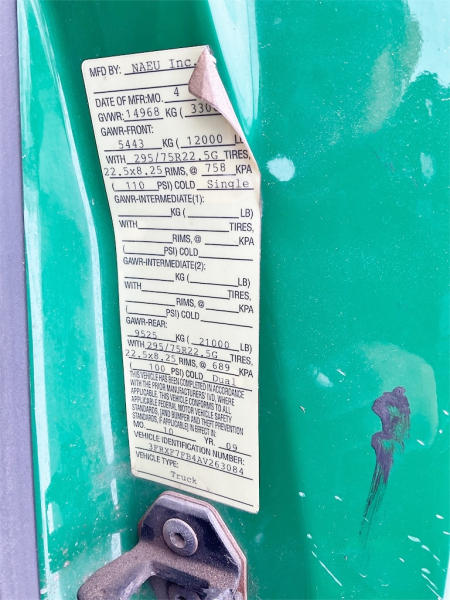 MFD BY: NAEU Inc.
DATE OF MFR:MO. 4
GVWR: 14968 KG ( 330
GAWR-FRONT:
5443 KG ( 12000 LB)
WITH 295/75R22.5G TIRES,
22.5x8.25 RIMS, @ 758 KPA
( 110 PSI) COLD Single
GAWR-INTERMEDIATE(1):
KG ( LB)
WITH TIRES,
RIMS, @ KPA
( PSI) COLD
GAWR-INTERMEDIATE(2):
KG ( LB)
WITH TIRES,
RIMS, @ KPA
( PSI) COLD
GAWR-REAR:
9525 KG ( 21000 LB)
WITH 295/75R22.5G TIRES,
22.5x8.25 RIMS, @ 689 KPA
( 100 PSI) COLD Dual
THIS VEHICLE HAS BEEN COMPLETED IN ACCORDANCE
WITH THE PRIOR MANUFACTURERS' IVD, WHERE
APPLICABLE. THIS VEHICLE CONFORMS TO ALL
APPLICABLE FEDERAL MOTOR VEHICLE SAFETY
STANDARDS, (AND BUMPER AND THEFT PREVENTION
STANDARDS, IF APPLICABLE) IN EFFECT IN:
MO. 10 YR. 09
VEHICLE IDENTIFICATION NUMBER:
3FRXF7FB4AV263084
VEHICLE TYPE:
Truck